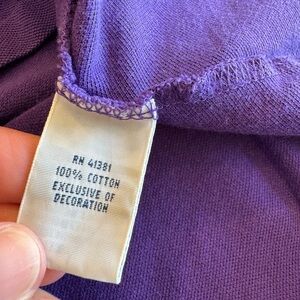 RN 41381
100% COTTON
EXCLUSIVE OF
DECORATION